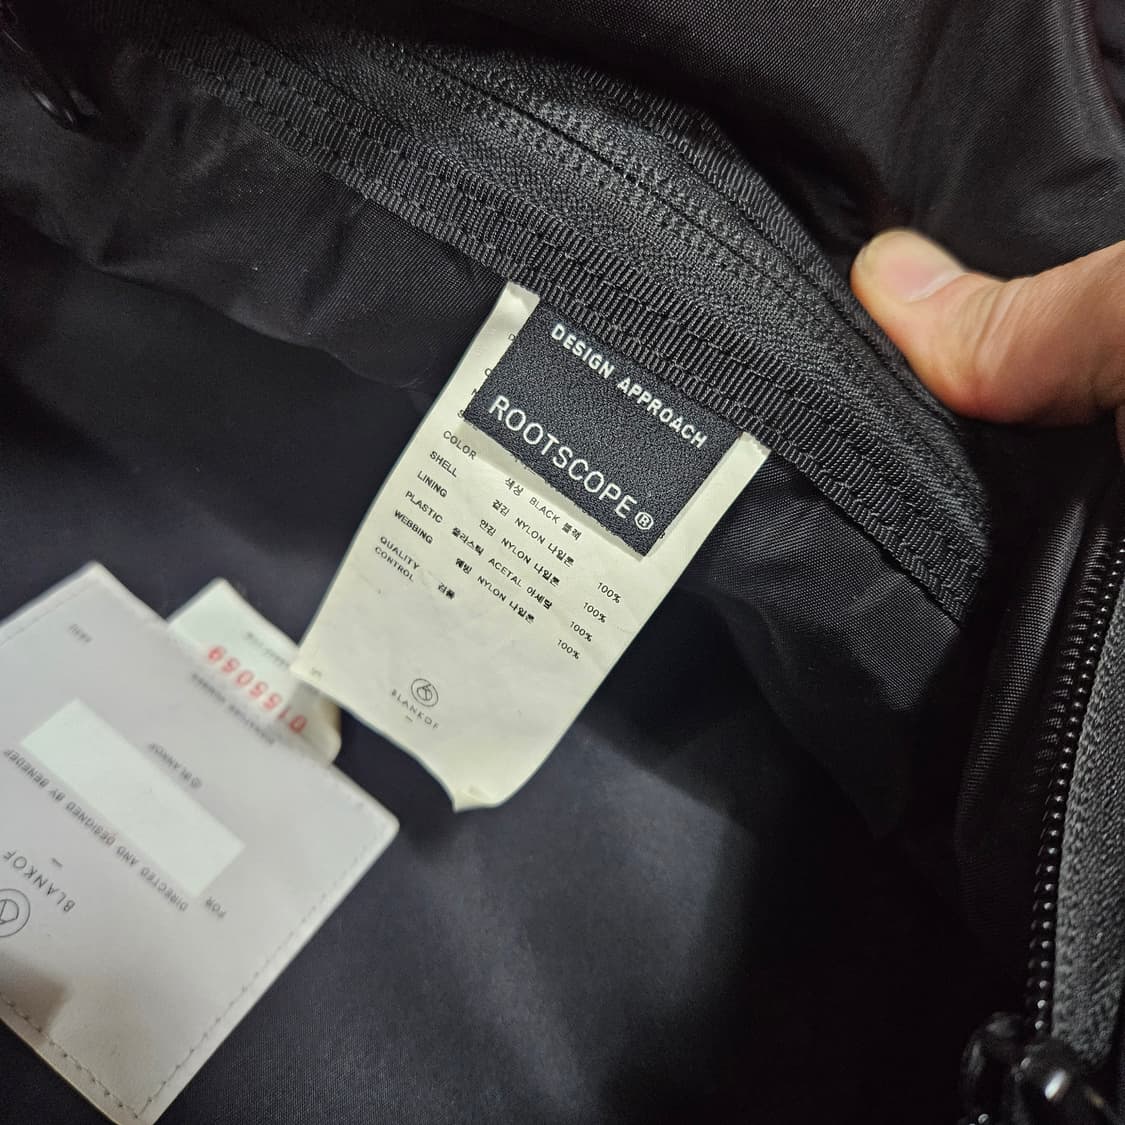 DESIGN APPROACH
ROOTSCOPE®
COLOR 색상 BLACK 블랙
SHELL 겉감 NYLON 나일론 100%
LINING 안감 NYLON 나일론 100%
PLASTIC 플라스틱 ACETAL 아세탈 100%
WEBBING 웨빙 NYLON 나일론 100%
QUALITY CONTROL 검품
BLANKOF
0155059
BLANKOF
DIRECTED AND DESIGNED BY BENEDEF
FOR
©BLANKOF